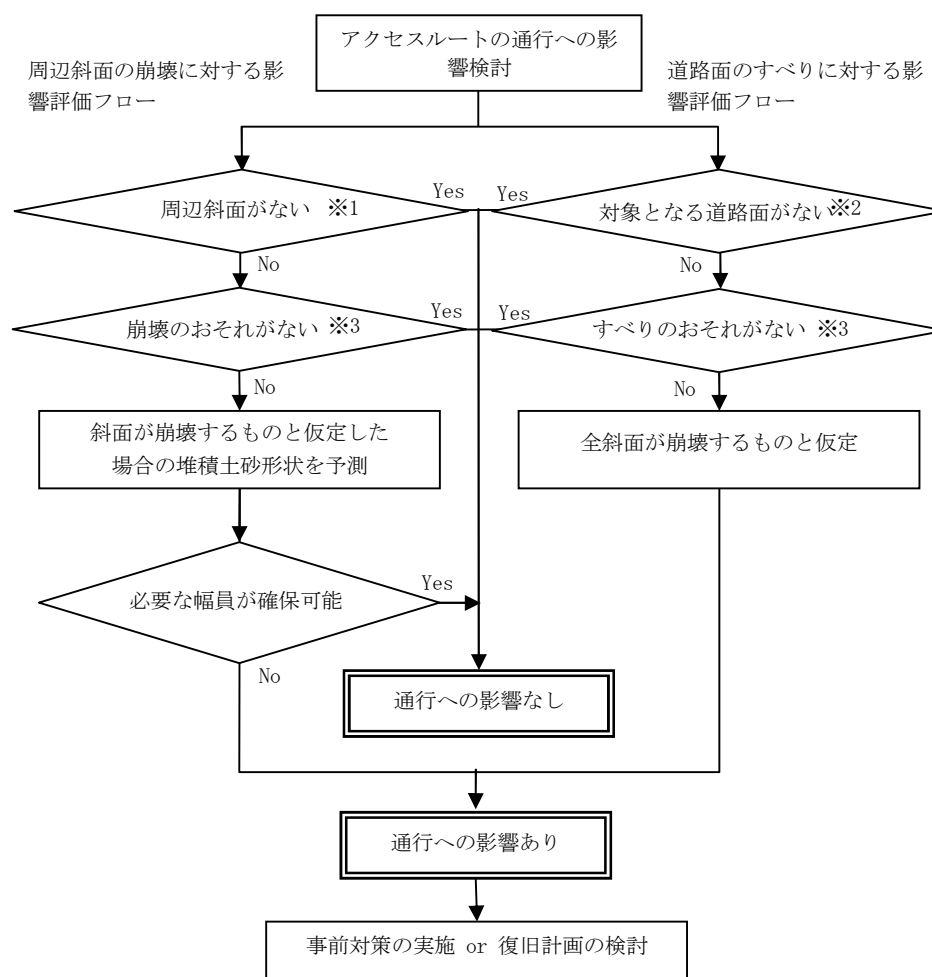 アクセスルートの通行への影
響検討
周辺斜面の崩壊に対する影
響評価フロー
道路面のすべりに対する影
響評価フロー
周辺斜面がない ※1
Yes
Yes
対象となる道路面がない※2
No
No
崩壊のおそれがない ※3
Yes
Yes
すべりのおそれがない ※3
No
No
斜面が崩壊するものと仮定した
場合の堆積土砂形状を予測
全斜面が崩壊するものと仮定
必要な幅員が確保可能
Yes
No
通行への影響なし
通行への影響あり
事前対策の実施 or 復旧計画の検討